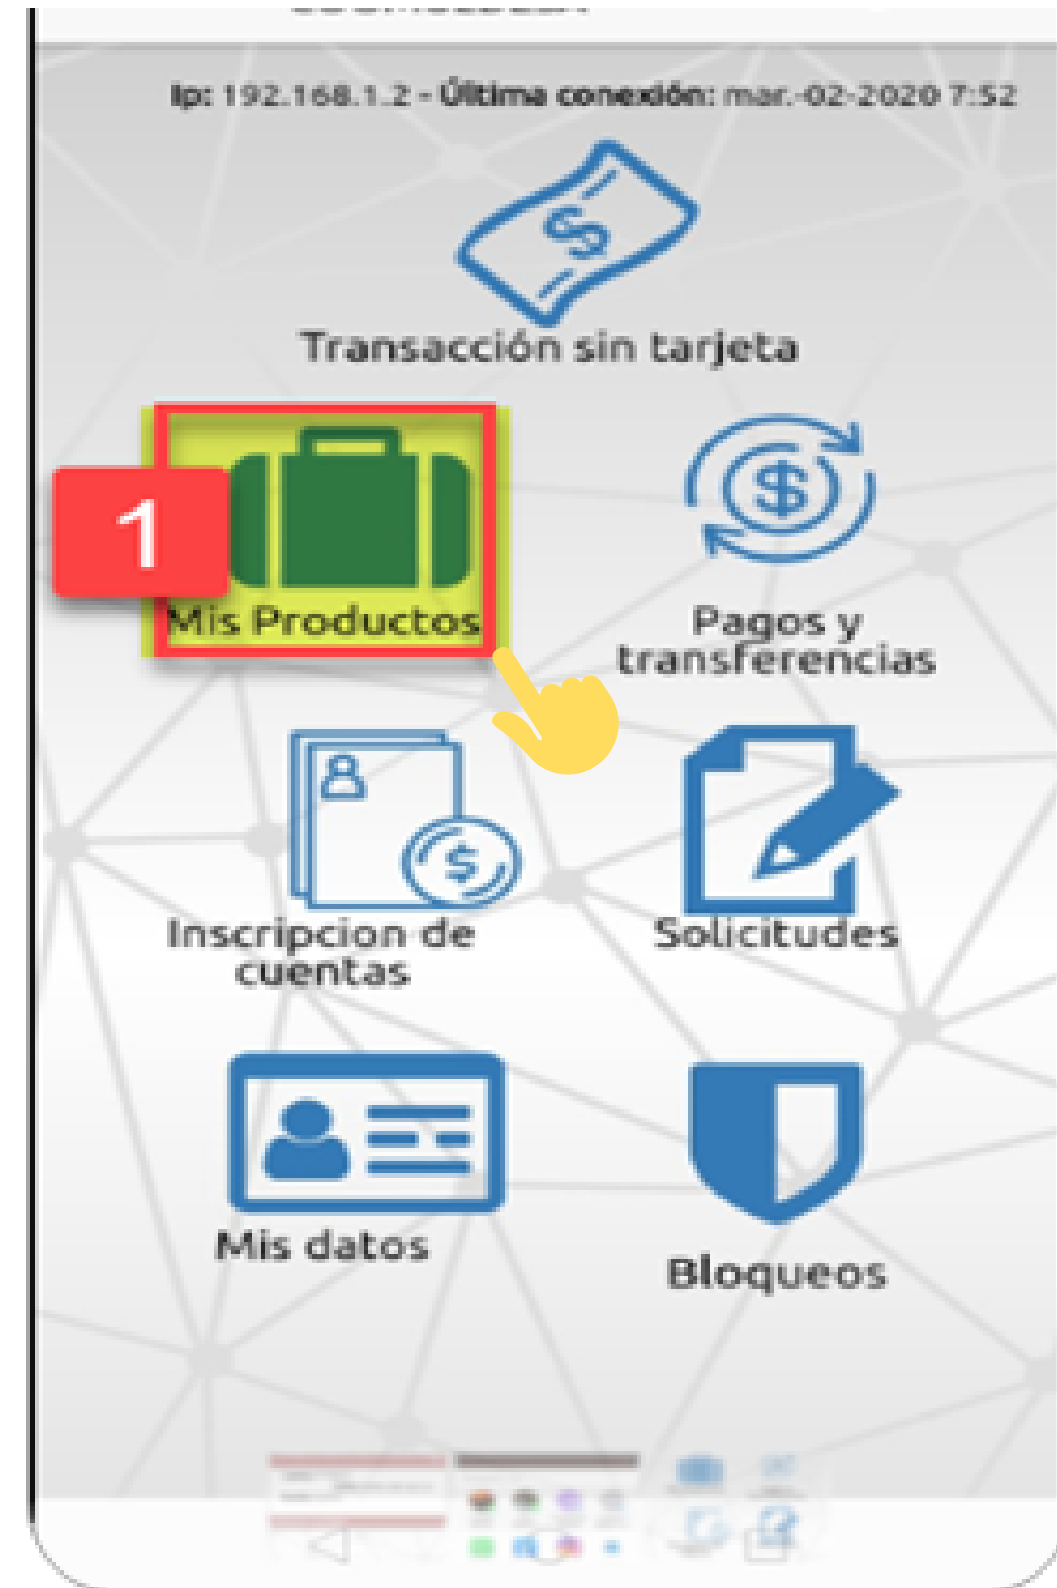 Ip: 192.168.1.2 - Última conexión: mar.-02-2020 7:52
Transacción sin tarjeta
1
Mis Productos
Pagos y
transferencias
Inscripcion de
cuentas
Solicitudes
Mis datos
Bloqueos